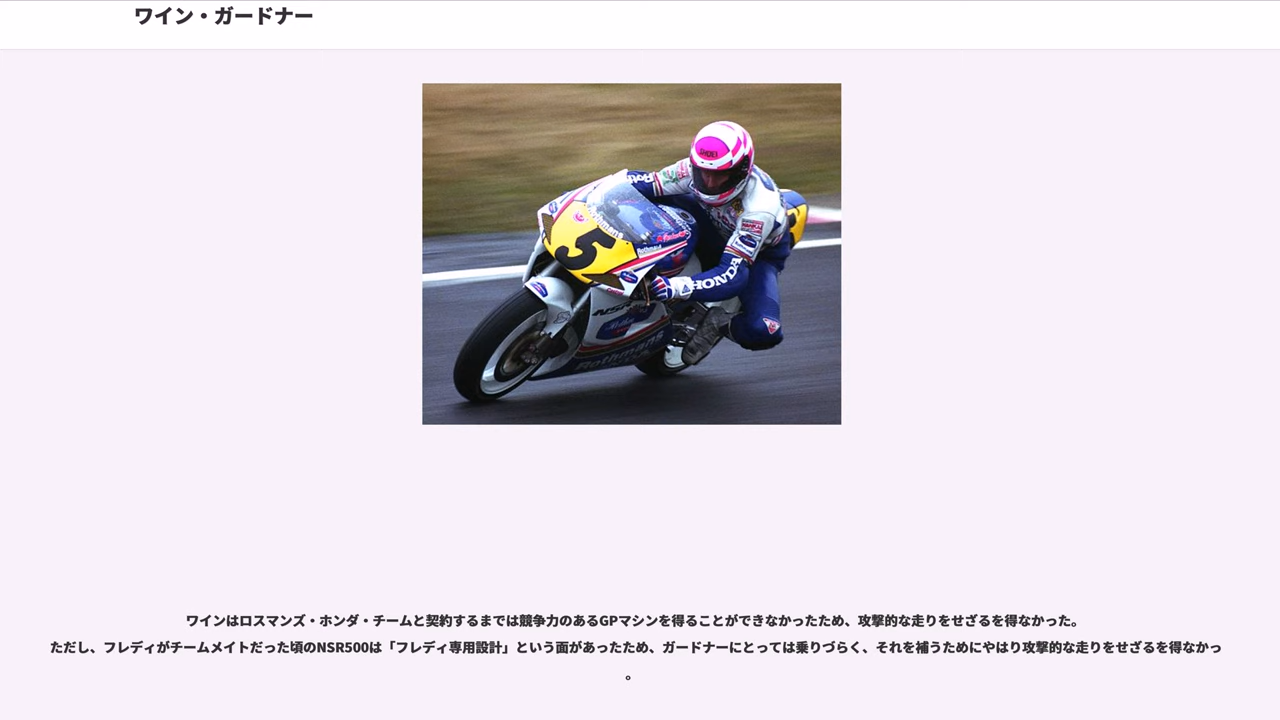 ワイン・ガードナー
SHOEI
Rothmans
5
Rothmans
HONDA
NSR
Rothmans
ワインはロスマンズ・ホンダ・チームと契約するまでは競争力のあるGPマシンを得ることができなかったため、攻撃的な走りをせざるを得なかった。
ただし、フレディがチームメイトだった頃のNSR500は「フレディ専用設計」という面があったため、ガードナーにとっては乗りづらく、それを補うためにやはり攻撃的な走りをせざるを得なかっ
。